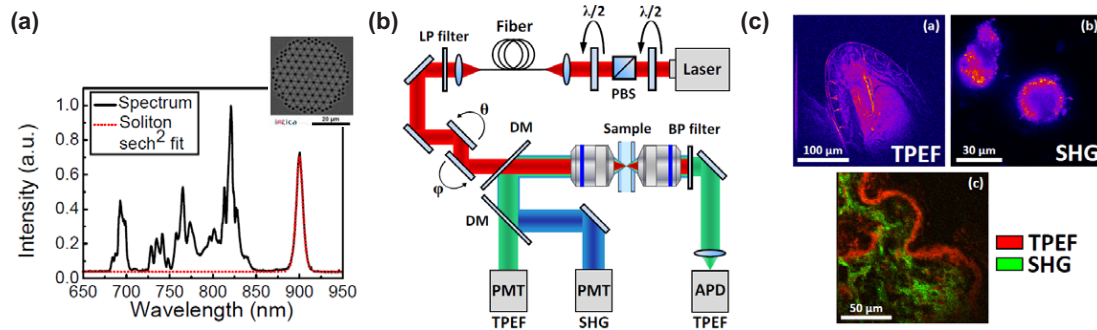 (a)
1.0
0.8
0.6
0.4
0.2
0.0
Intensity (a.u.)
Spectrum
Soliton
sech2 fit
20 µm
650 700 750 800 850 900 950
Wavelength (nm)
(b)
LP filter
Fiber
λ/2
λ/2
PBS
Laser
θ
φ
DM
Sample
BP filter
DM
PMT
PMT
APD
TPEF
SHG
TPEF
(c)
(a)
100 µm
TPEF
(b)
30 µm
SHG
(c)
50 µm
TPEF
SHG